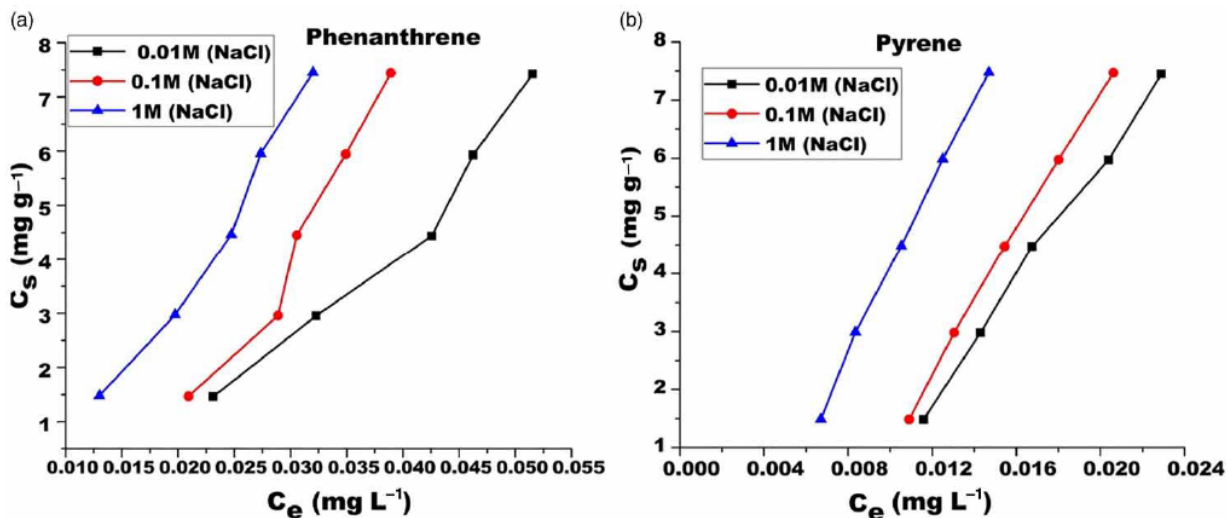 (a)
Phenanthrene
0.01M (NaCl)
0.1M (NaCl)
1M (NaCl)
8
7
6
5
4
3
2
1
Cs (mg g⁻¹)
0.010 0.015 0.020 0.025 0.030 0.035 0.040 0.045 0.050 0.055
Ce (mg L⁻¹)
(b)
Pyrene
0.01M (NaCl)
0.1M (NaCl)
1M (NaCl)
8
7
6
5
4
3
2
1
Cs (mg g⁻¹)
0.000 0.004 0.008 0.012 0.016 0.020 0.024
Ce (mg L⁻¹)